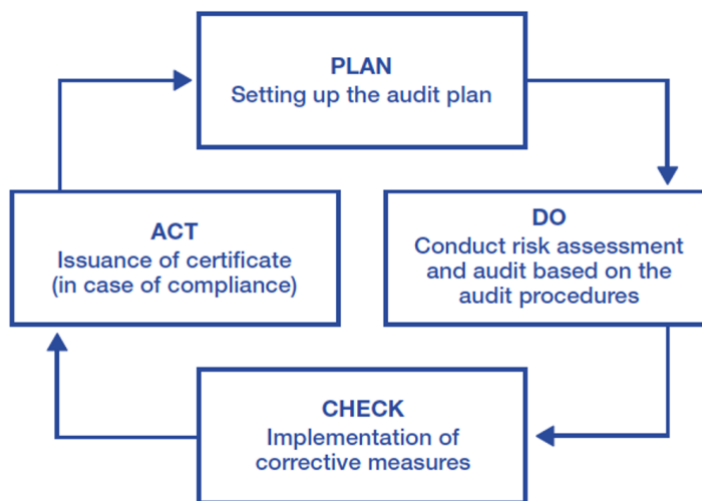 PLAN
Setting up the audit plan
DO
Conduct risk assessment
and audit based on the
audit procedures
CHECK
Implementation of
corrective measures
ACT
Issuance of certificate
(in case of compliance)